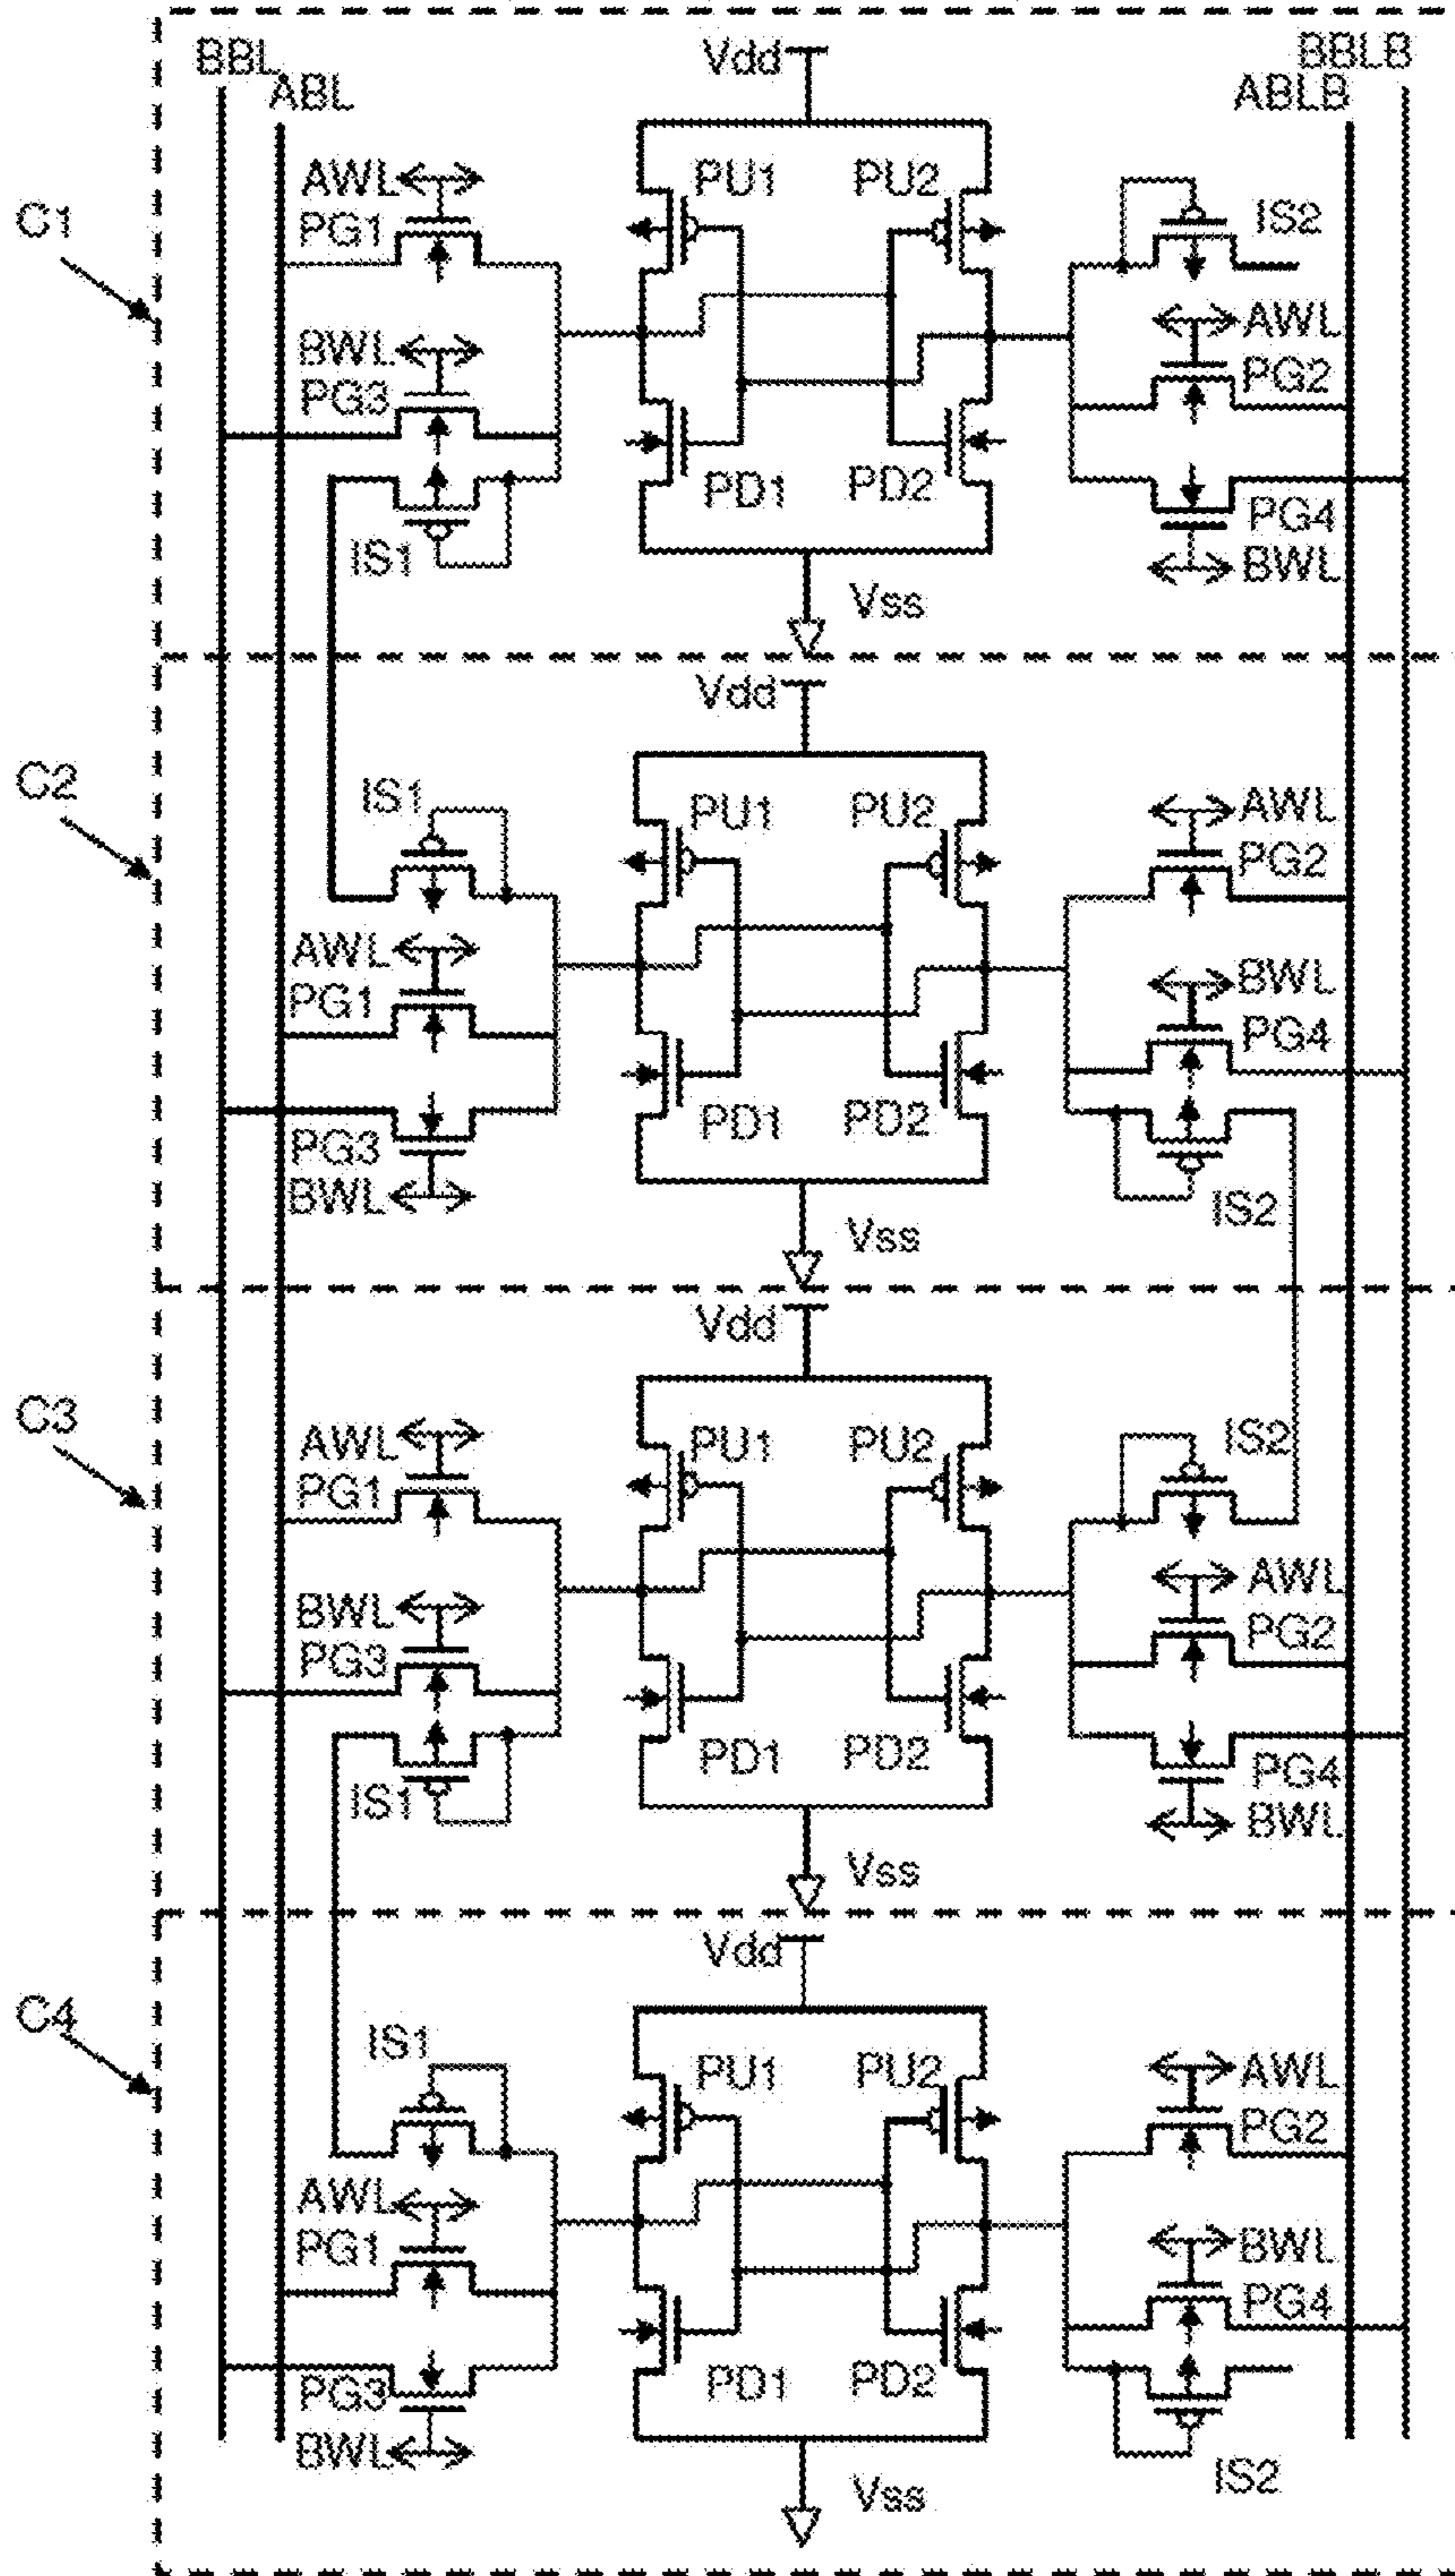 BBL
ABL
Vdd
BBLB
ABLB
C1
AWL
PG1
PU1
PU2
IS2
BWL
PG3
AWL
PG2
IS1
PD1
PD2
PG4
BWL
Vss
C2
Vdd
IS1
PU1
PU2
AWL
PG2
AWL
PG1
BWL
PG4
PG3
BWL
PD1
PD2
IS2
Vss
C3
Vdd
AWL
PG1
PU1
PU2
IS2
BWL
PG3
AWL
PG2
IS1
PD1
PD2
PG4
BWL
Vss
C4
Vdd
IS1
PU1
PU2
AWL
PG2
AWL
PG1
BWL
PG4
PG3
BWL
PD1
PD2
IS2
Vss